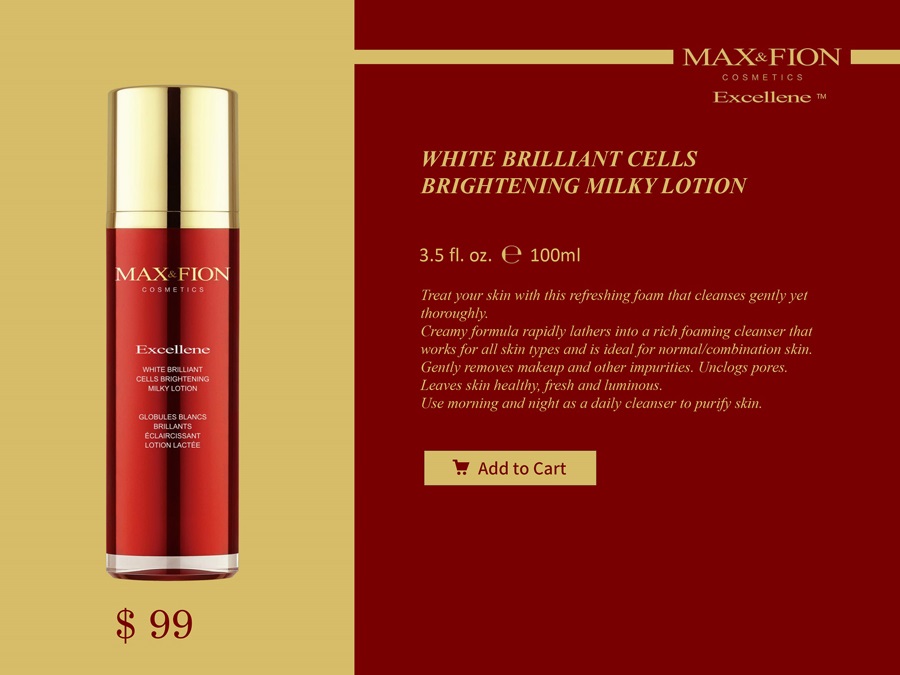 MAX&FION
COSMETICS
Excellene
WHITE BRILLIANT
CELLS BRIGHTENING
MILKY LOTION
GLOBULES BLANCS
BRILLANTS
ÉCLAIRCISSANT
LOTION LACTÉE
$ 99
MAX&FION
COSMETICS
Excellene ™
WHITE BRILLIANT CELLS
BRIGHTENING MILKY LOTION
3.5 fl. oz. ℮ 100ml
Treat your skin with this refreshing foam that cleanses gently yet
thoroughly.
Creamy formula rapidly lathers into a rich foaming cleanser that
works for all skin types and is ideal for normal/combination skin.
Gently removes makeup and other impurities. Unclogs pores.
Leaves skin healthy, fresh and luminous.
Use morning and night as a daily cleanser to purify skin.
Add to Cart